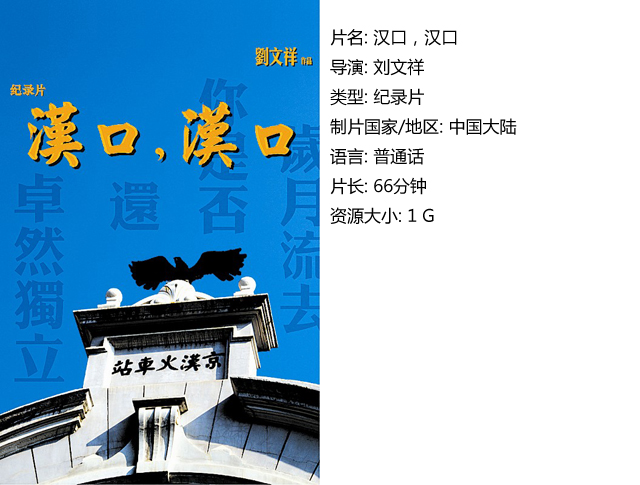 劉文祥 作品
纪录片
漢口,漢口
歲月流去
你是否
還
卓然獨立
站車火漢京
片名: 汉口，汉口
导演: 刘文祥
类型: 纪录片
制片国家/地区: 中国大陆
语言: 普通话
片长: 66分钟
资源大小: 1 G